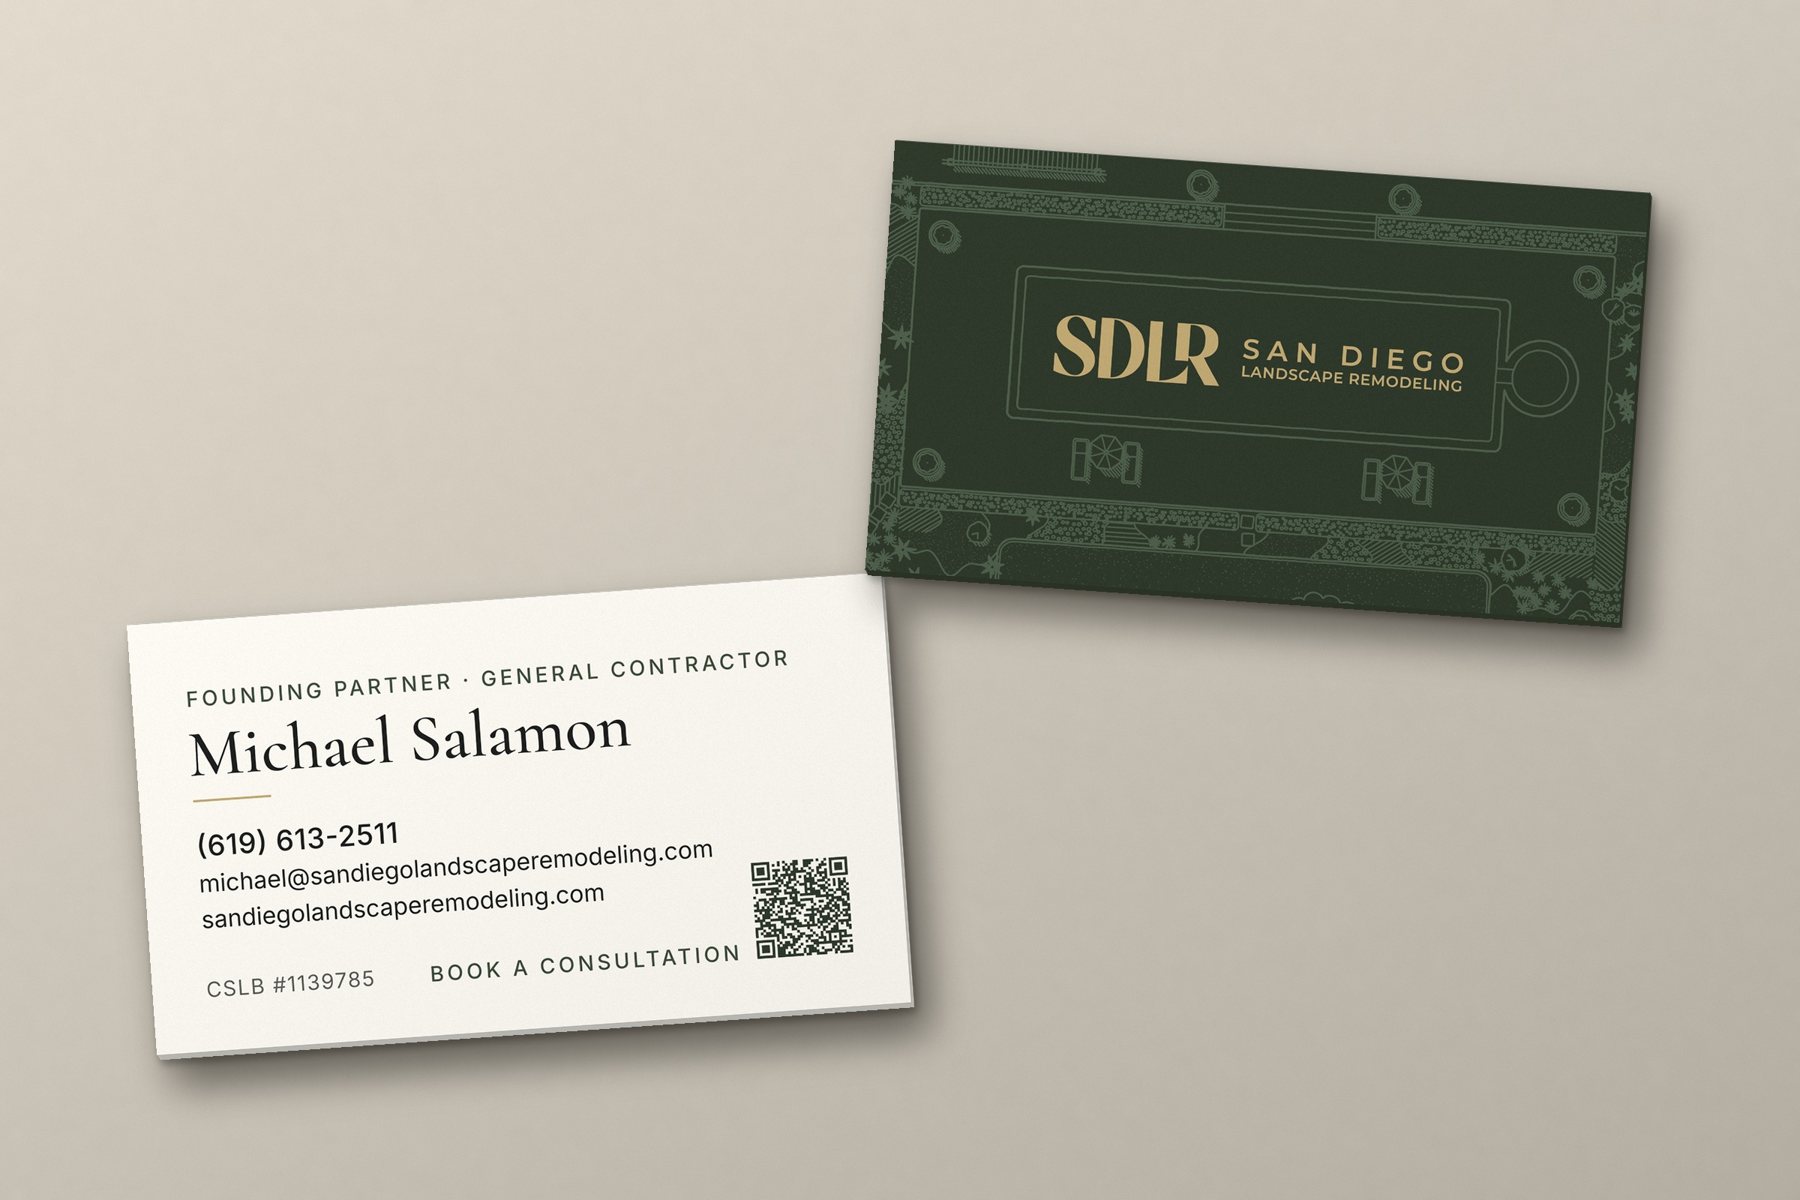 SDLR
SAN DIEGO
LANDSCAPE REMODELING
FOUNDING PARTNER · GENERAL CONTRACTOR
Michael Salamon
(619) 613-2511
michael@sandiegolandscaperemodeling.com
sandiegolandscaperemodeling.com
CSLB #1139785
BOOK A CONSULTATION